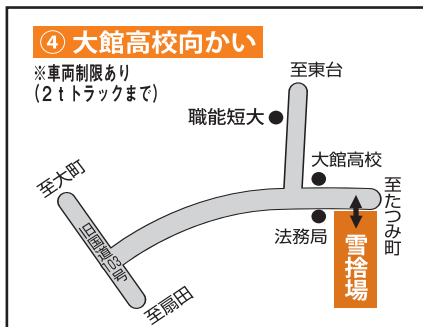 ④ 大館高校向かい
※車両制限あり
(2tトラックまで)
至東台
職能短大
大館高校
至たつみ町
法務局
雪捨場
至大町
旧国道103号
至扇田